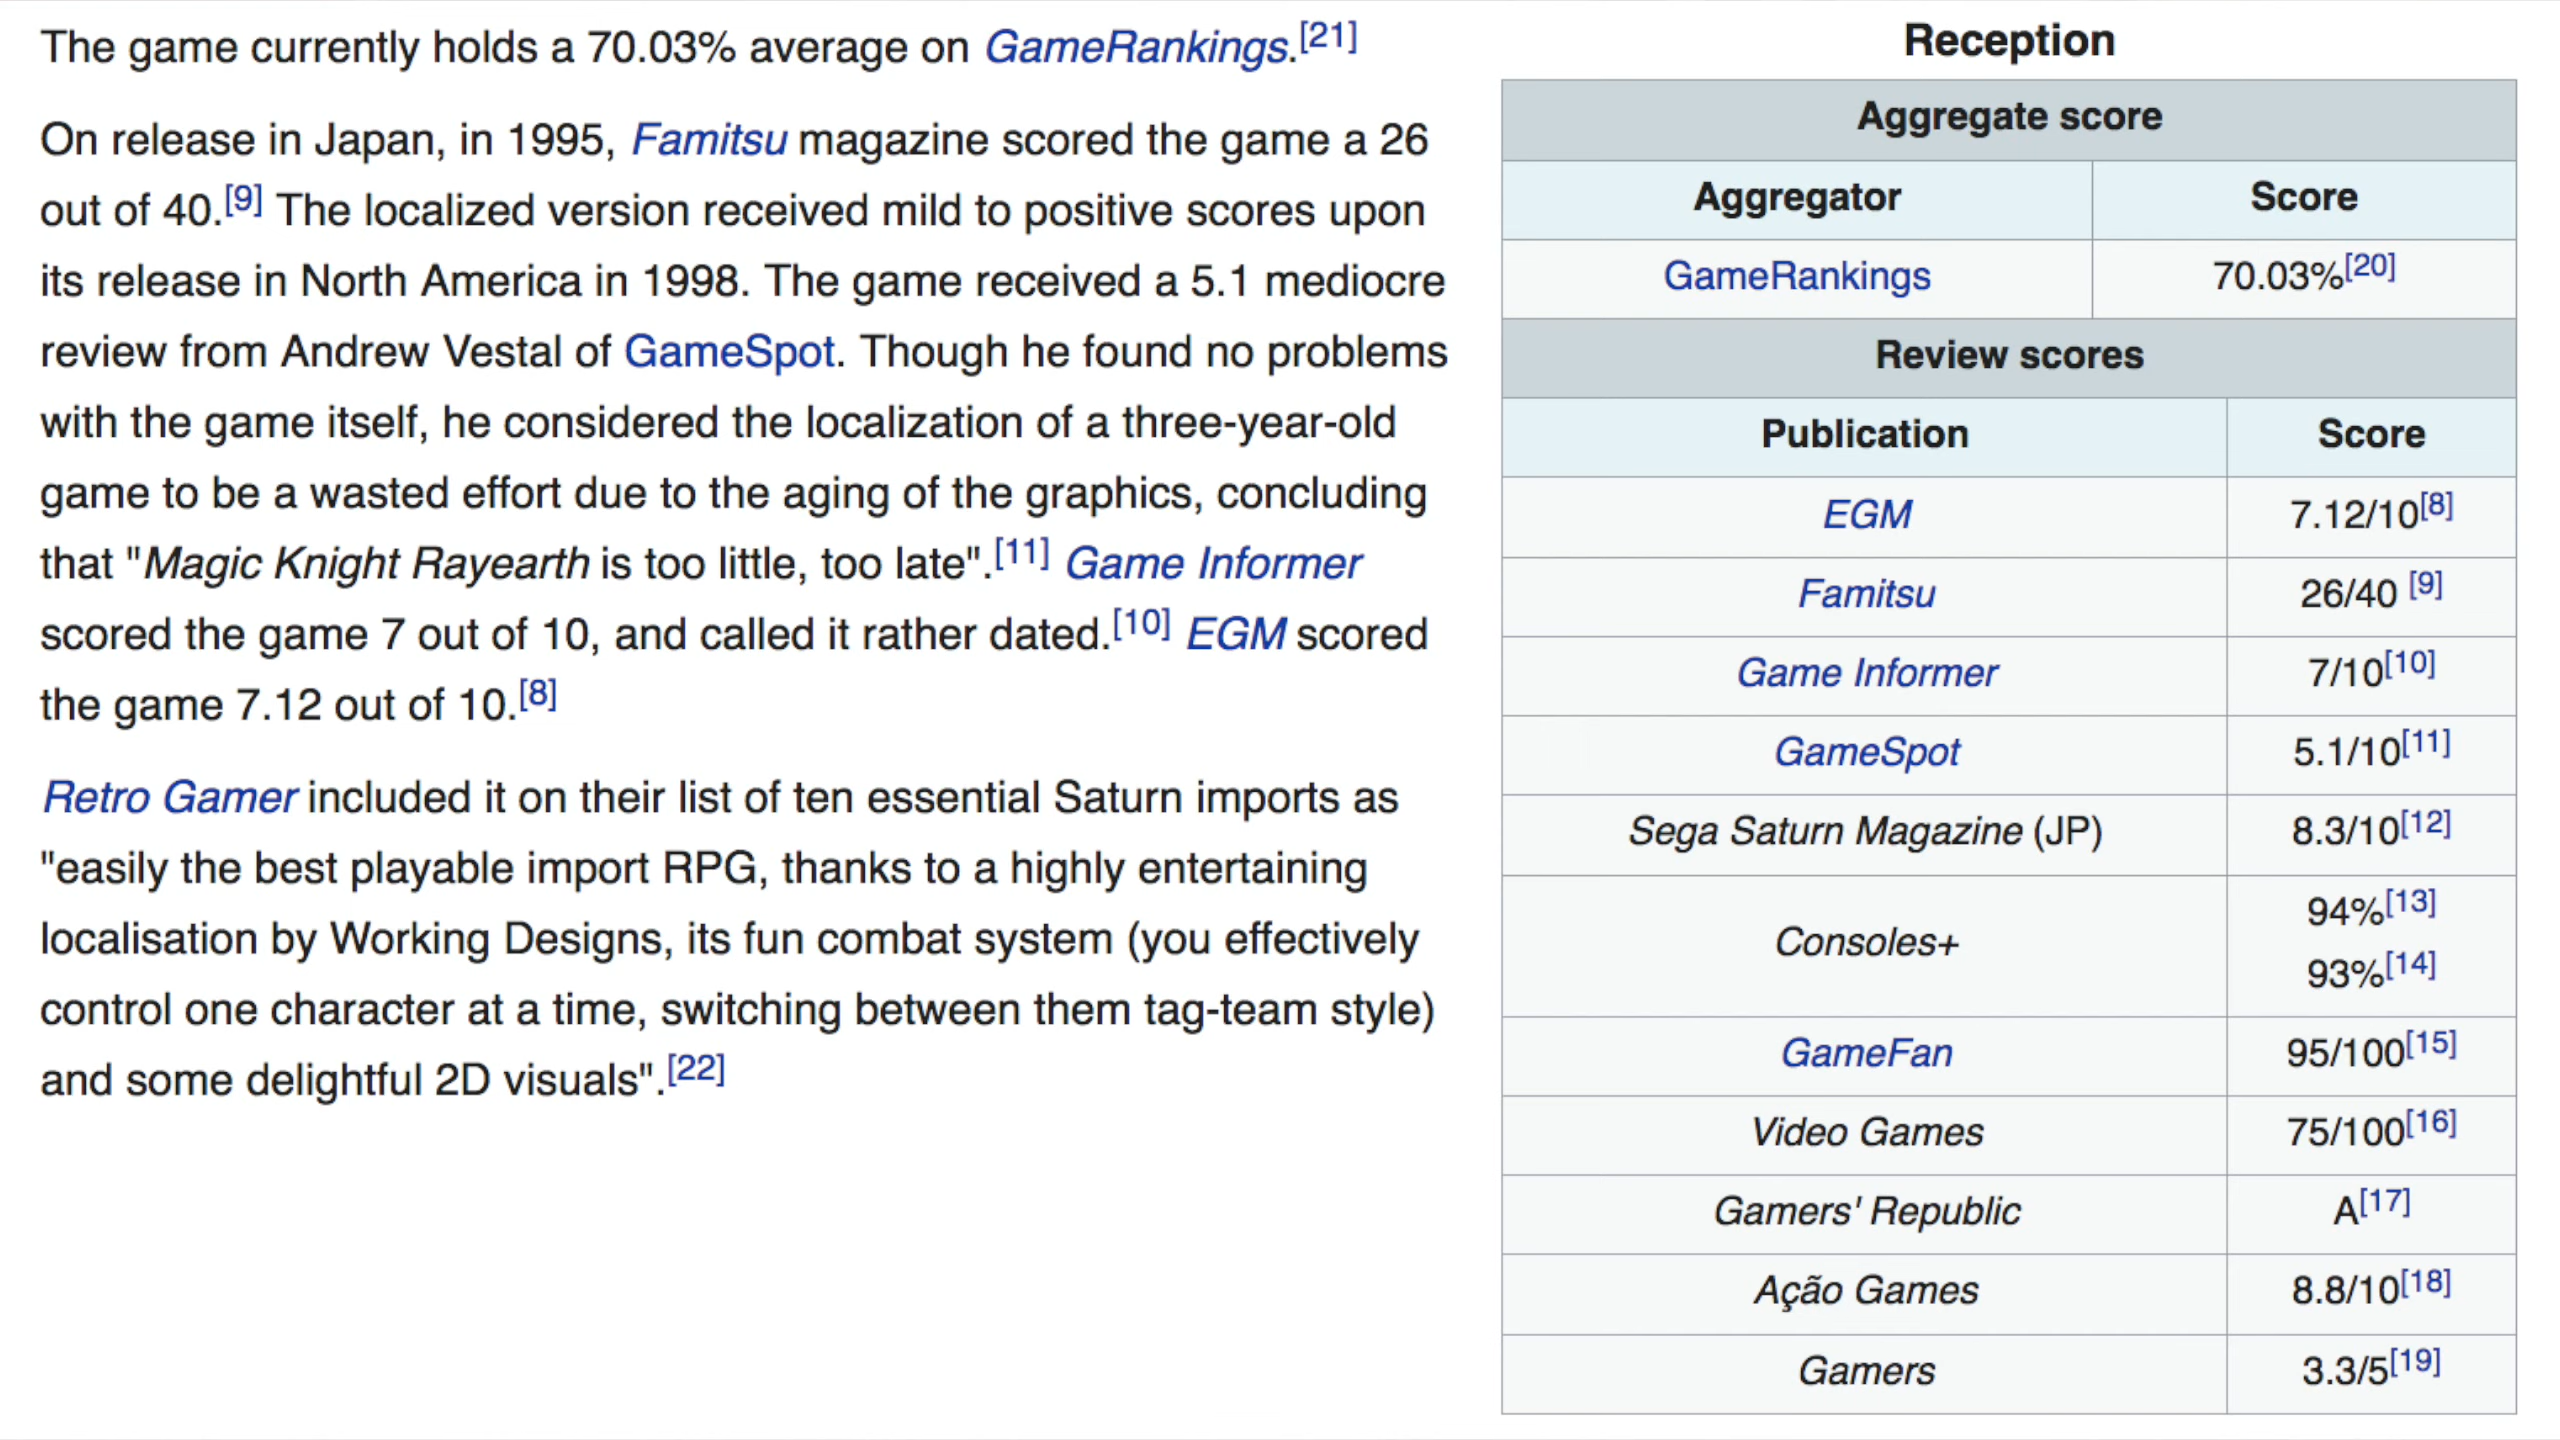 The game currently holds a 70.03% average on GameRankings.[21]
On release in Japan, in 1995, Famitsu magazine scored the game a 26
out of 40.[9] The localized version received mild to positive scores upon
its release in North America in 1998. The game received a 5.1 mediocre
review from Andrew Vestal of GameSpot. Though he found no problems
with the game itself, he considered the localization of a three-year-old
game to be a wasted effort due to the aging of the graphics, concluding
that "Magic Knight Rayearth is too little, too late".[11] Game Informer
scored the game 7 out of 10, and called it rather dated.[10] EGM scored
the game 7.12 out of 10.[8]
Retro Gamer included it on their list of ten essential Saturn imports as
"easily the best playable import RPG, thanks to a highly entertaining
localisation by Working Designs, its fun combat system (you effectively
control one character at a time, switching between them tag-team style)
and some delightful 2D visuals".[22]
Reception
Aggregate score
Aggregator Score
GameRankings 70.03%[20]
Review scores
Publication Score
EGM 7.12/10[8]
Famitsu 26/40 [9]
Game Informer 7/10[10]
GameSpot 5.1/10[11]
Sega Saturn Magazine (JP) 8.3/10[12]
Consoles+ 94%[13]
93%[14]
GameFan 95/100[15]
Video Games 75/100[16]
Gamers' Republic A[17]
Ação Games 8.8/10[18]
Gamers 3.3/5[19]